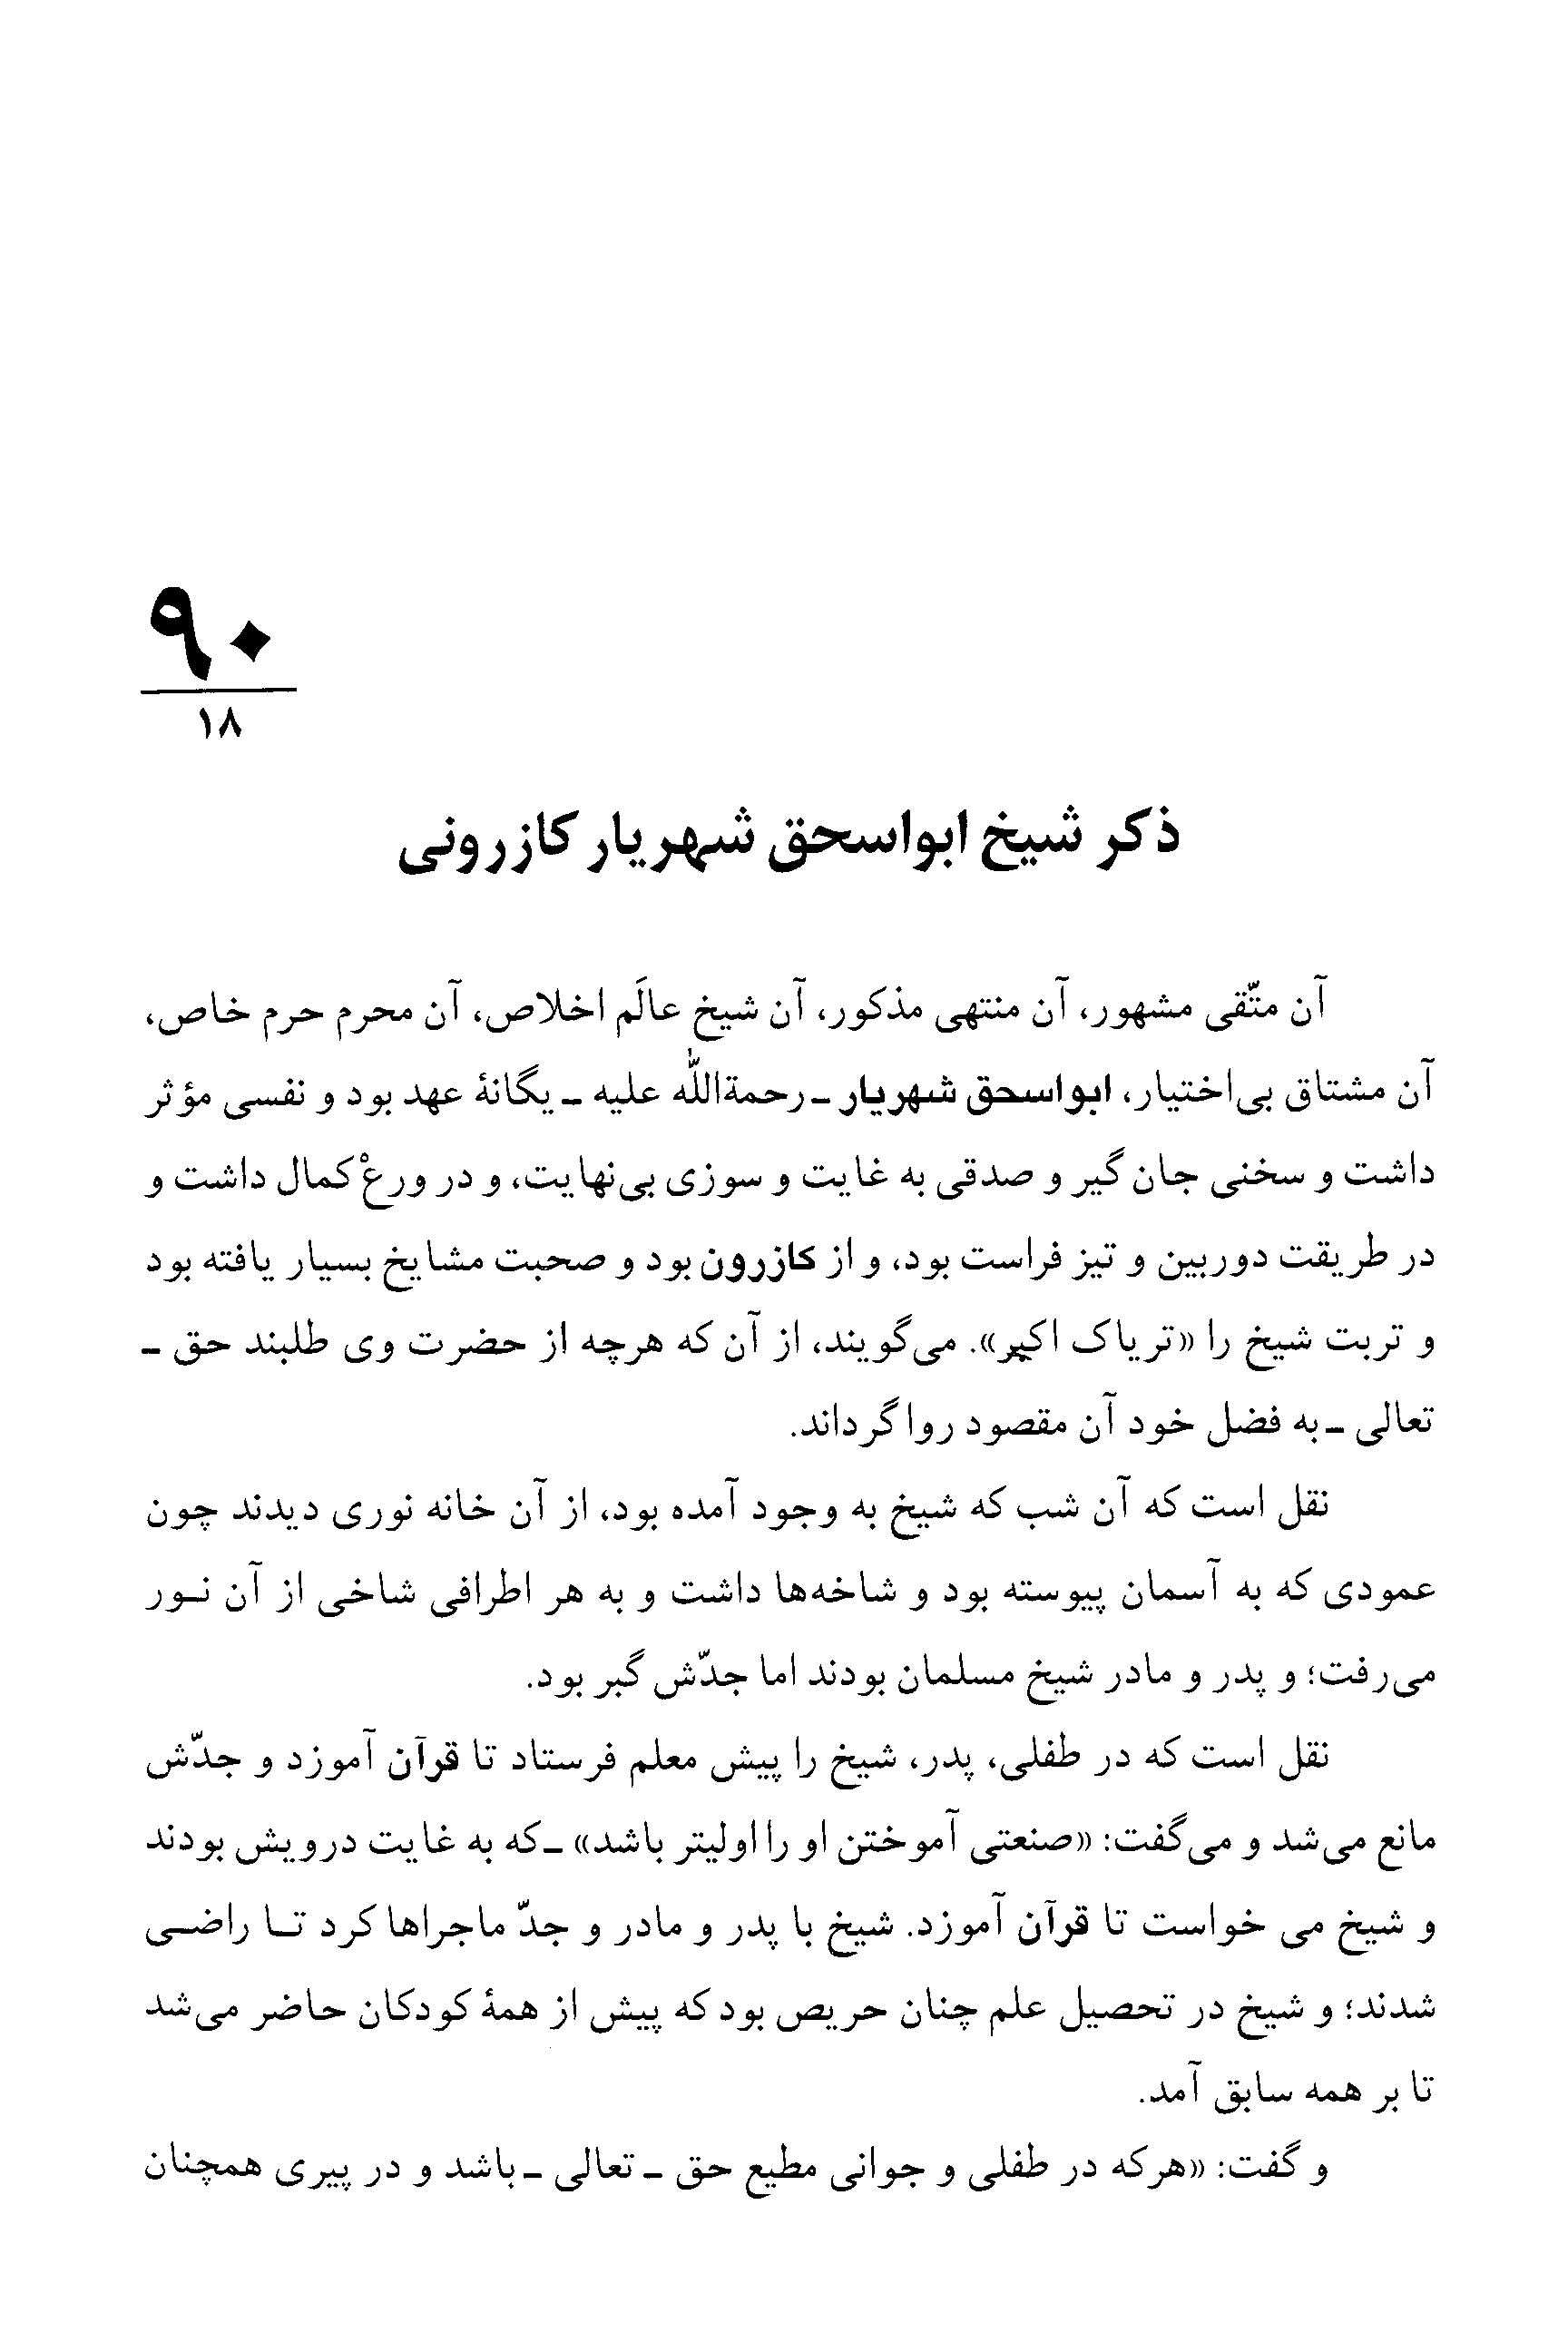 ۹۰
۱۸
ذکر شیخ ابواسحق شهریار کازرونی
آن متّقی مشهور، آن منتهی مذکور، آن شیخ عالَم اخلاص، آن محرم حرم خاص،
آن مشتاق بی‌اختیار، ابواسحق شهریار ـ رحمةاللّه علیه ـ یگانهٔ عهد بود و نفسی مؤثر
داشت و سخنی جان گیر و صدقی به غایت و سوزی بی‌نهایت، و در ورعْ کمال داشت و
در طریقت دوربین و تیز فراست بود، و از کازرون بود و صحبت مشایخ بسیار یافته بود
و تربت شیخ را «تریاک اکبر». می‌گویند، از آن که هرچه از حضرت وی طلبند حق ـ
تعالی ـ به فضل خود آن مقصود روا گرداند.
نقل است که آن شب که شیخ به وجود آمده بود، از آن خانه نوری دیدند چون
عمودی که به آسمان پیوسته بود و شاخه‌ها داشت و به هر اطرافی شاخی از آن نـور
می‌رفت؛ و پدر و مادر شیخ مسلمان بودند اما جدّش گبر بود.
نقل است که در طفلی، پدر، شیخ را پیش معلم فرستاد تا قرآن آموزد و جدّش
مانع می‌شد و می‌گفت: «صنعتی آموختن او را اولیتر باشد» ـ که به غایت درویش بودند
و شیخ می خواست تا قرآن آموزد. شیخ با پدر و مادر و جدّ ماجراها کرد تـا راضـی
شدند؛ و شیخ در تحصیل علم چنان حریص بود که پیش از همهٔ کودکان حاضر می‌شد
تا بر همه سابق آمد.
و گفت: «هرکه در طفلی و جوانی مطیع حق ـ تعالی ـ باشد و در پیری همچنان